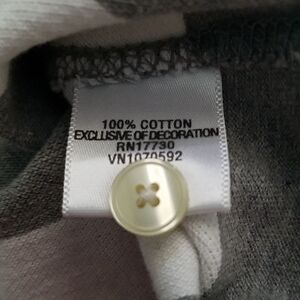 100% COTTON
EXCLUSIVE OF DECORATION
RN17730
VN1070592